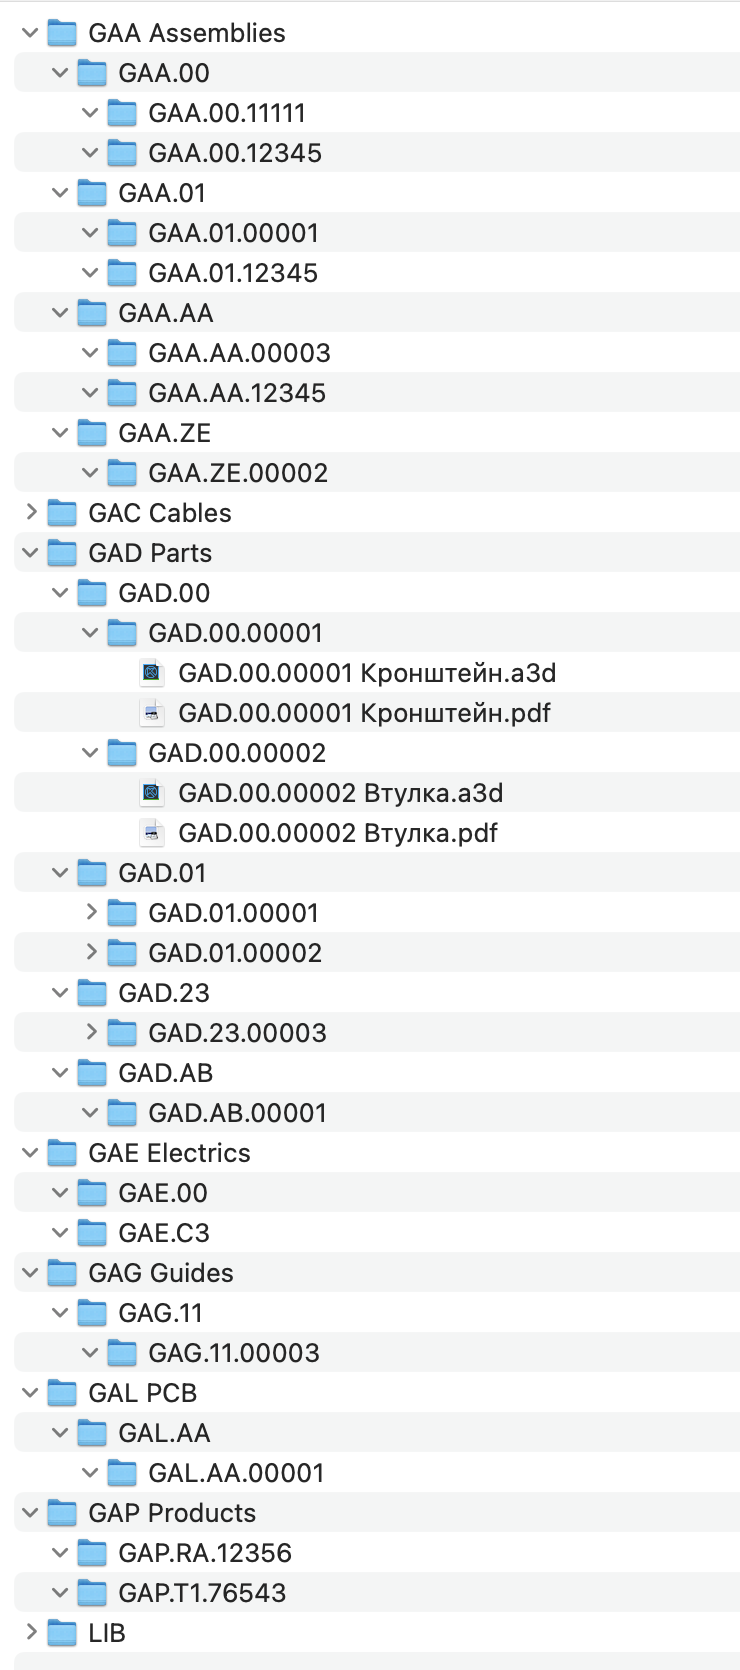 GAA Assemblies
GAA.00
GAA.00.11111
GAA.00.12345
GAA.01
GAA.01.00001
GAA.01.12345
GAA.AA
GAA.AA.00003
GAA.AA.12345
GAA.ZE
GAA.ZE.00002
GAC Cables
GAD Parts
GAD.00
GAD.00.00001
GAD.00.00001 Кронштейн.a3d
GAD.00.00001 Кронштейн.pdf
GAD.00.00002
GAD.00.00002 Втулка.a3d
GAD.00.00002 Втулка.pdf
GAD.01
GAD.01.00001
GAD.01.00002
GAD.23
GAD.23.00003
GAD.AB
GAD.AB.00001
GAE Electrics
GAE.00
GAE.C3
GAG Guides
GAG.11
GAG.11.00003
GAL PCB
GAL.AA
GAL.AA.00001
GAP Products
GAP.RA.12356
GAP.T1.76543
LIB